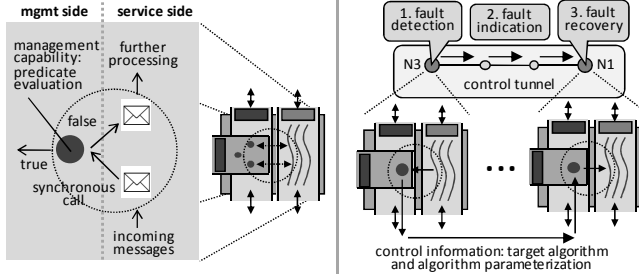 mgmt side
service side
management
capability:
predicate
evaluation
further
processing
false
true
synchronous
call
incoming
messages
1. fault
detection
2. fault
indication
3. fault
recovery
N3
N1
control tunnel
control information: target algorithm
and algorithm parameterization